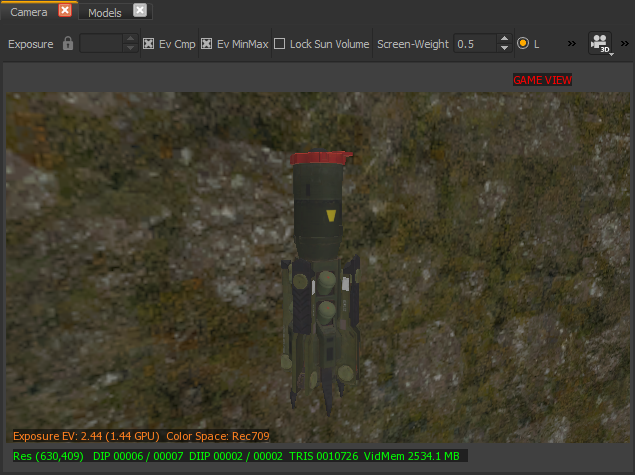 Camera Models
Exposure Ev Cmp Ev MinMax Lock Sun Volume Screen-Weight 0.5 L » 3D »
GAME VIEW
Exposure EV: 2.44 (1.44 GPU) Color Space: Rec709
Res (630,409) DIP 00006 / 00007 DIIP 00002 / 00002 TRIS 0010726 VidMem 2534.1 MB